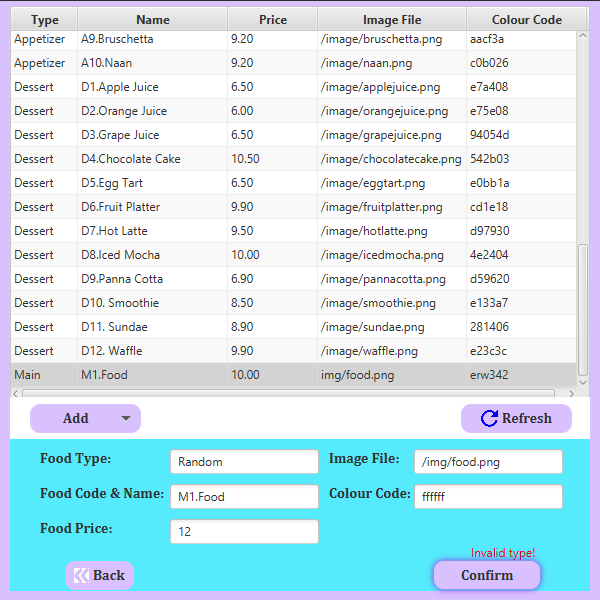 Type Name Price Image File Colour Code
Appetizer A9.Bruschetta 9.20 /image/bruschetta.png aacf3a
Appetizer A10.Naan 9.20 /image/naan.png c0b026
Dessert D1.Apple Juice 6.50 /image/applejuice.png e7a408
Dessert D2.Orange Juice 6.00 /image/orangejuice.png e75e08
Dessert D3.Grape Juice 6.50 /image/grapejuice.png 94054d
Dessert D4.Chocolate Cake 10.50 /image/chocolatecake.png 542b03
Dessert D5.Egg Tart 6.50 /image/eggtart.png e0bb1a
Dessert D6.Fruit Platter 9.90 /image/fruitplatter.png cd1e18
Dessert D7.Hot Latte 9.50 /image/hotlatte.png d97930
Dessert D8.Iced Mocha 10.00 /image/icedmocha.png 4e2404
Dessert D9.Panna Cotta 6.90 /image/pannacotta.png d59620
Dessert D10. Smoothie 8.50 /image/smoothie.png e133a7
Dessert D11. Sundae 8.90 /image/sundae.png 281406
Dessert D12. Waffle 9.90 /image/waffle.png e23c3c
Main M1.Food 10.00 img/food.png erw342
Add Refresh
Food Type: Random Image File: /img/food.png
Food Code & Name: M1.Food Colour Code: ffffff
Food Price: 12
Invalid type!
Back Confirm